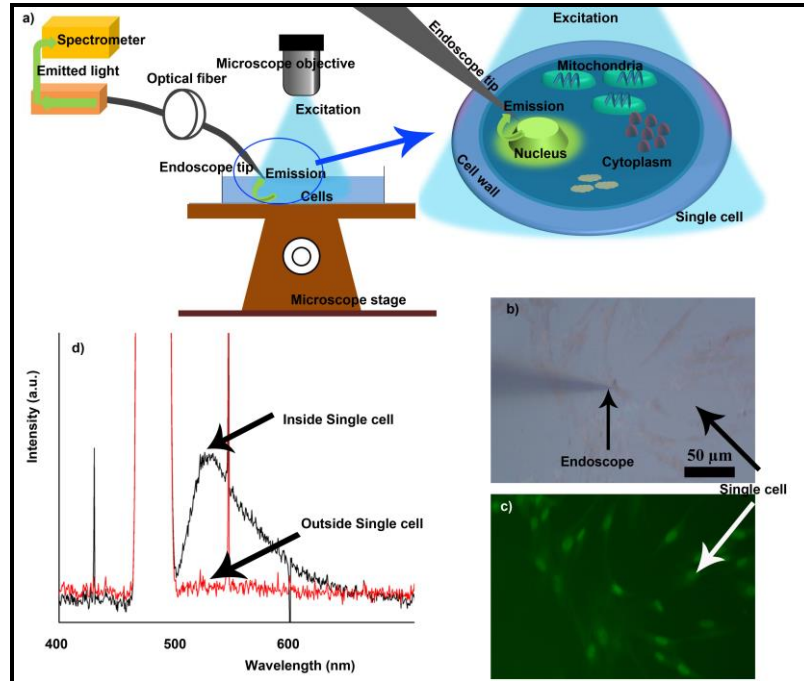 a)
Spectrometer
Emitted light
Optical fiber
Microscope objective
Excitation
Endoscope tip
Emission
Cells
Microscope stage
Excitation
Endoscope tip
Mitochondria
Emission
Nucleus
Cytoplasm
Cell wall
Single cell
b)
Endoscope
50 µm
Single cell
c)
d)
Intensity (a.u.)
Inside Single cell
Outside Single cell
400
500
600
Wavelength (nm)